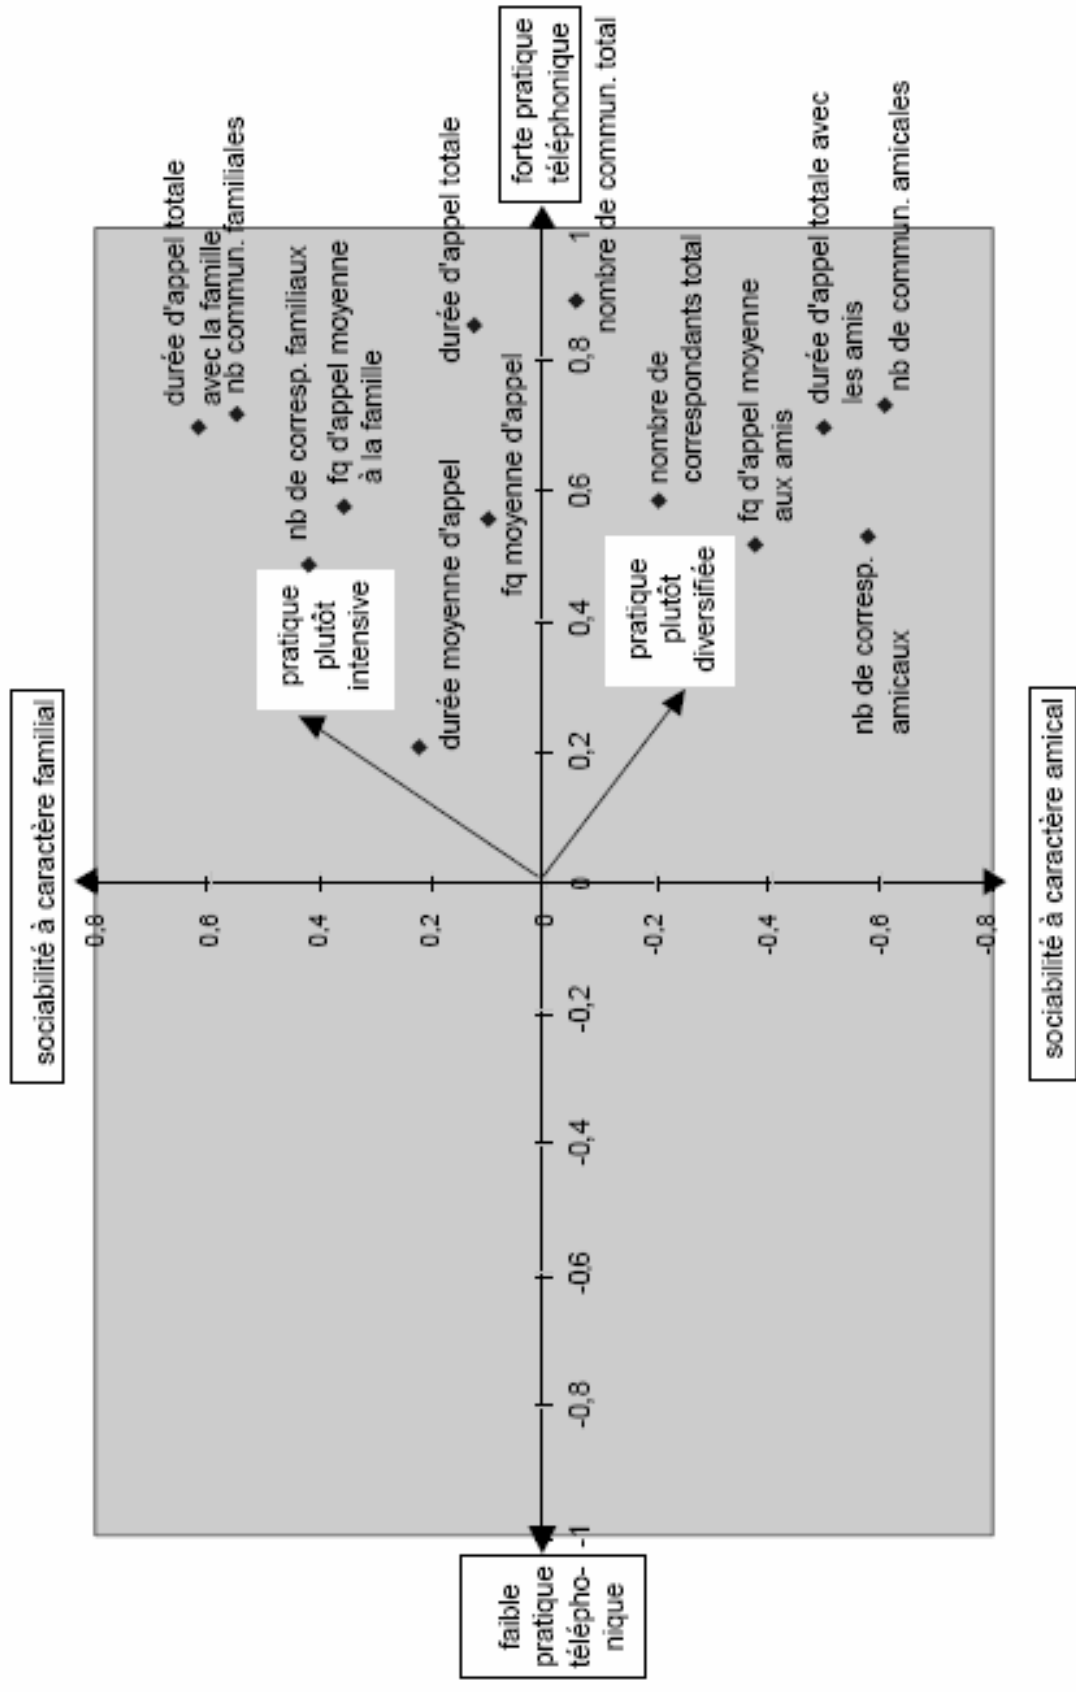 sociabilité à caractère familial
0,8
durée d'appel totale
avec la famille
nb commun. familiales
0,6
nb de corresp. familiaux
fq d'appel moyenne
à la famille
pratique
plutôt
intensive
0,4
durée moyenne d'appel
durée d'appel totale
0,2
fq moyenne d'appel
faible
pratique
télépho-
nique
forte pratique
téléphonique
0
-1
-0,8
-0,6
-0,4
-0,2
0
0,2
0,4
0,6
0,8
1
nombre de commun. total
pratique
plutôt
diversifiée
nombre de
correspondants total
-0,2
fq d'appel moyenne
aux amis
-0,4
durée d'appel totale avec
les amis
nb de corresp.
amicaux
nb de commun. amicales
-0,6
-0,8
sociabilité à caractère amical